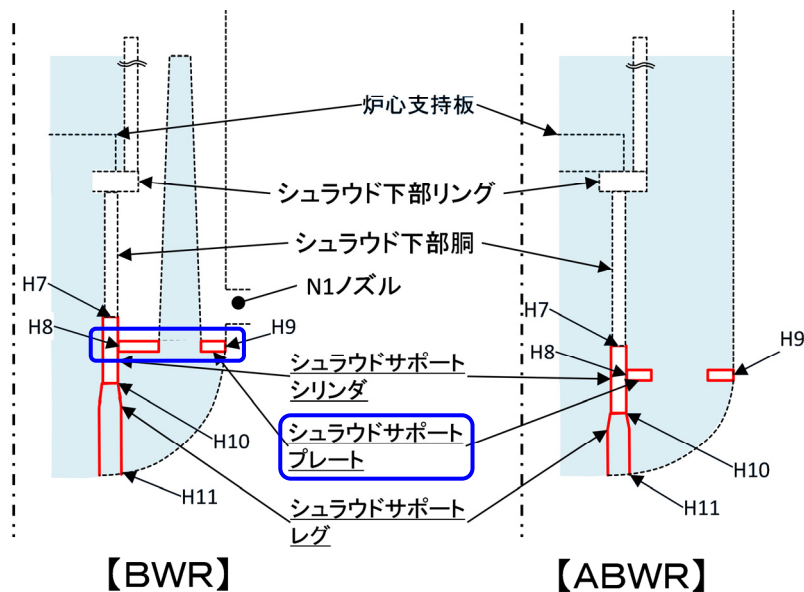 炉心支持板
シュラウド下部リング
シュラウド下部胴
H7
N1ノズル
H8
H9
シュラウドサポート
シリンダ
H10
シュラウドサポート
プレート
H11
シュラウドサポート
レグ
【BWR】
H7
H8
H9
H10
H11
【ABWR】